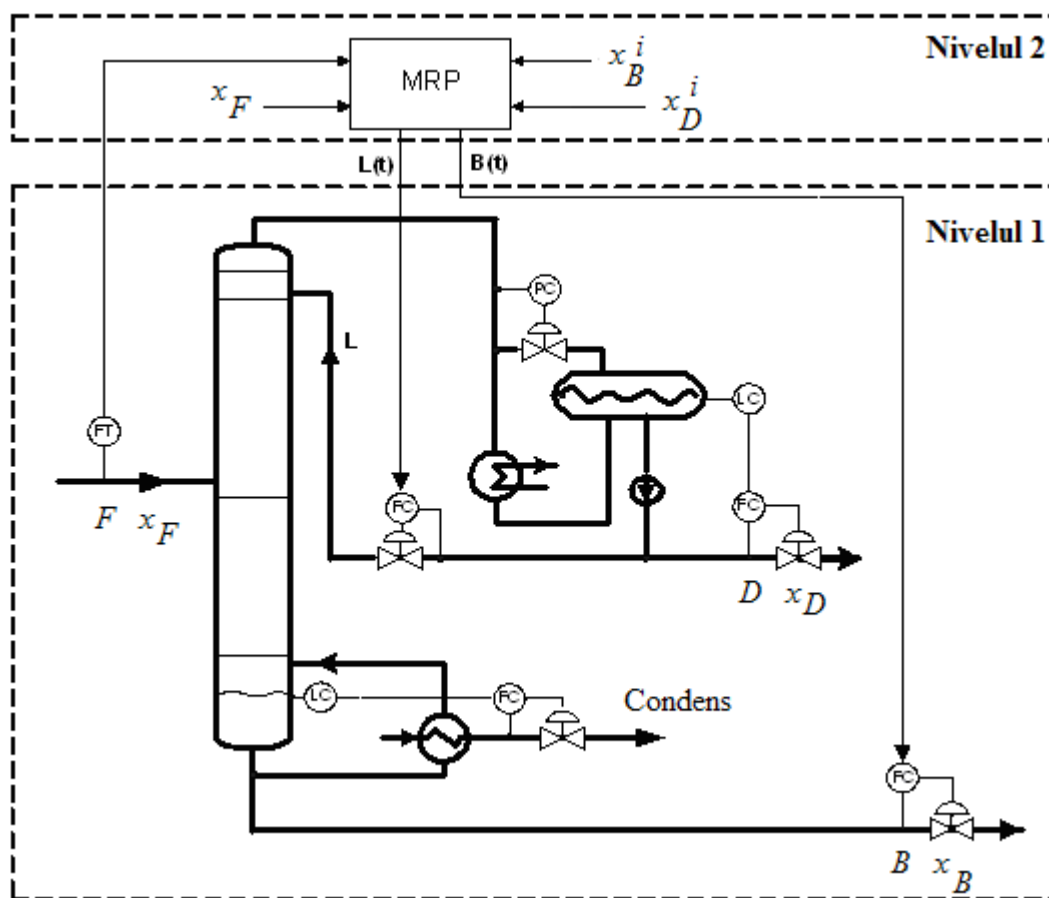 Nivelul 2
MRP
x_B^i
x_F
x_D^i
L(t)
B(t)
Nivelul 1
PC
L
LC
FT
FC
FC
F x_F
D x_D
LC
FC
Condens
FC
B x_B